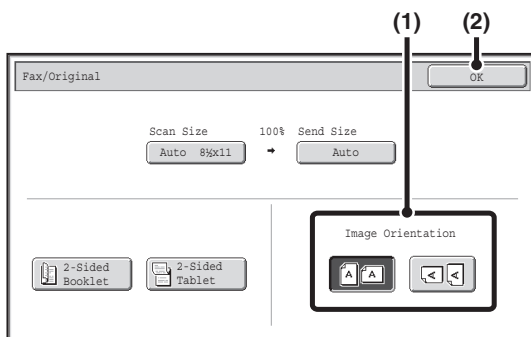 (1) (2)
Fax/Original OK
Scan Size 100% Send Size
Auto 8½x11 Auto
Image Orientation
2-Sided
Booklet
2-Sided
Tablet
A A A A